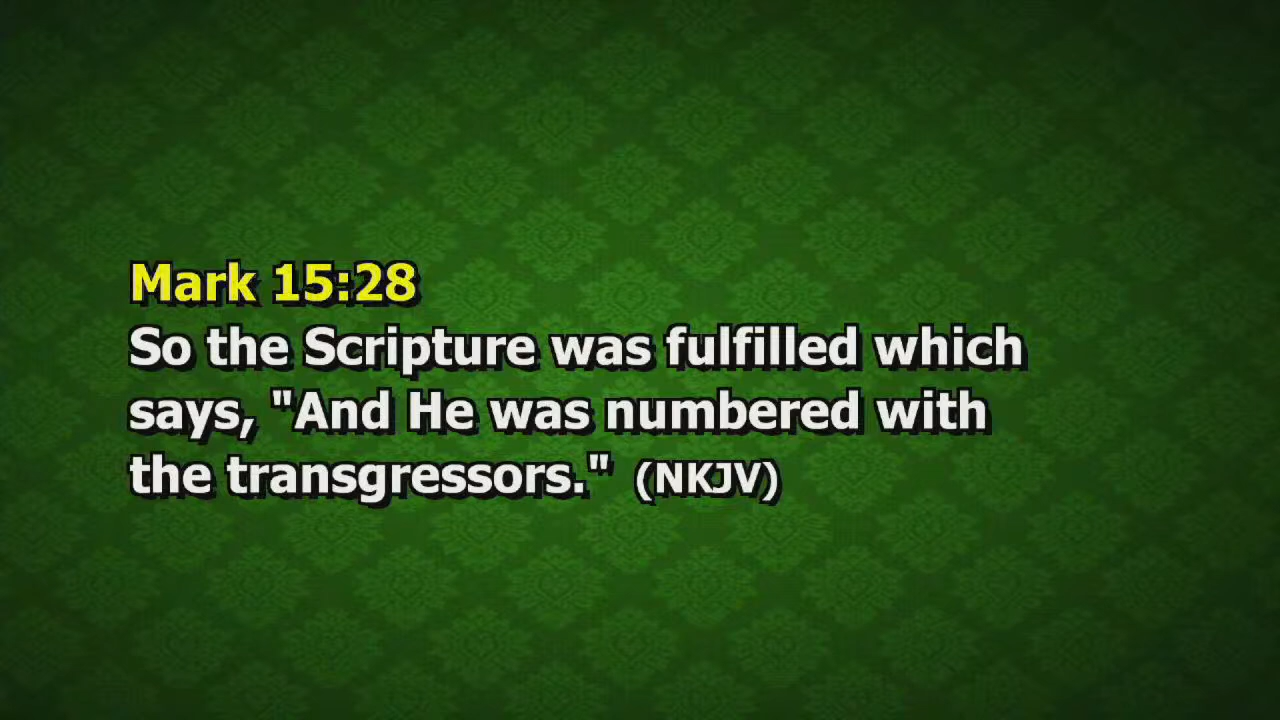 Mark 15:28
So the Scripture was fulfilled which
says, "And He was numbered with
the transgressors." (NKJV)